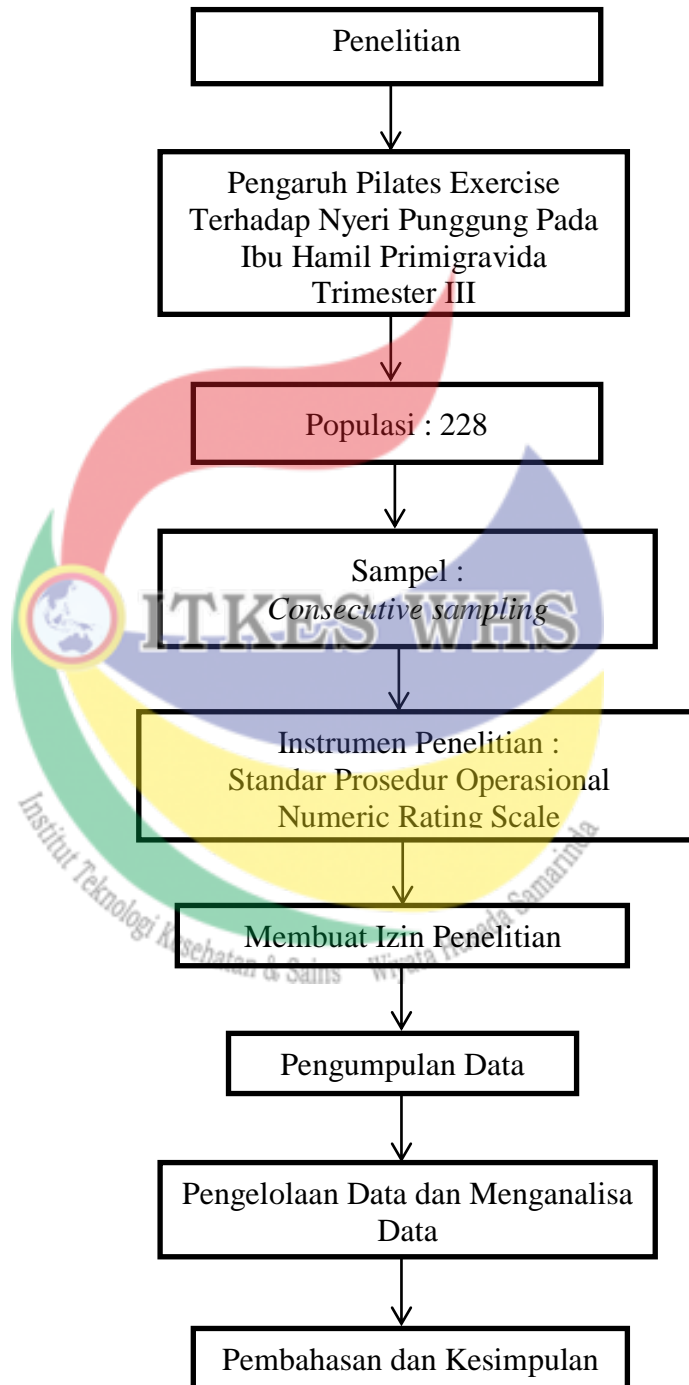 Penelitian
Pengaruh Pilates Exercise
Terhadap Nyeri Punggung Pada
Ibu Hamil Primigravida
Trimester III
Populasi : 228
Sampel :
Consecutive sampling
ITKES WHS
Instrumen Penelitian :
Standar Prosedur Operasional
Numeric Rating Scale
Membuat Izin Penelitian
Institut Teknologi Kesehatan & Sains Wiyata Husada Samarinda
Pengumpulan Data
Pengelolaan Data dan Menganalisa
Data
Pembahasan dan Kesimpulan